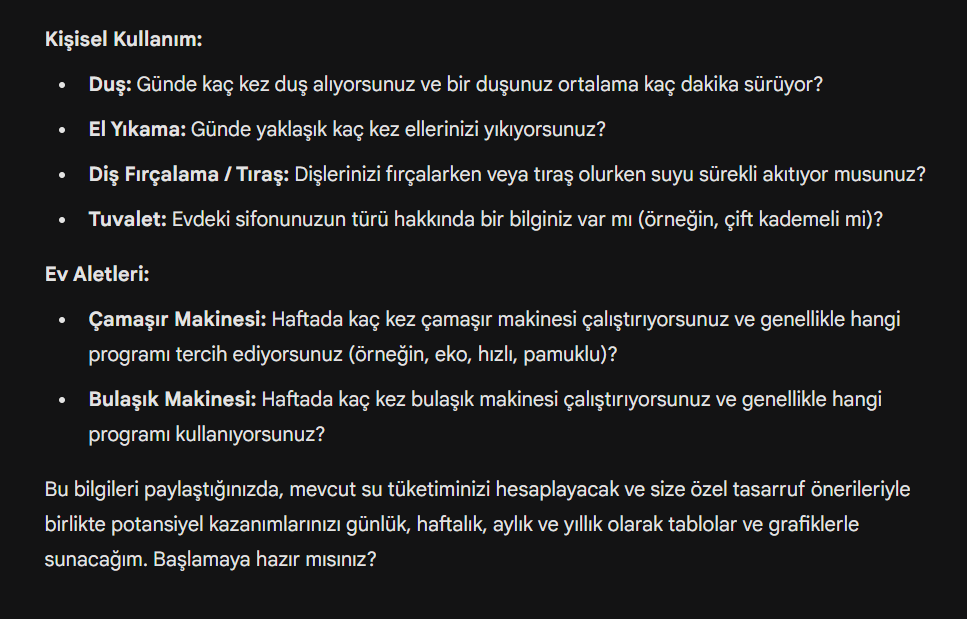 Kişisel Kullanım:
• Duş: Günde kaç kez duş alıyorsunuz ve bir duşunuz ortalama kaç dakika sürüyor?
• El Yıkama: Günde yaklaşık kaç kez ellerinizi yıkıyorsunuz?
• Diş Fırçalama / Tıraş: Dişlerinizi fırçalarken veya tıraş olurken suyu sürekli akıtıyor musunuz?
• Tuvalet: Evdeki sifonunuzun türü hakkında bir bilginiz var mı (örneğin, çift kademeli mi)?
Ev Aletleri:
• Çamaşır Makinesi: Haftada kaç kez çamaşır makinesi çalıştırıyorsunuz ve genellikle hangi
programı tercih ediyorsunuz (örneğin, eko, hızlı, pamuklu)?
• Bulaşık Makinesi: Haftada kaç kez bulaşık makinesi çalıştırıyorsunuz ve genellikle hangi
programı kullanıyorsunuz?
Bu bilgileri paylaştığınızda, mevcut su tüketiminizi hesaplayacak ve size özel tasarruf önerileriyle
birlikte potansiyel kazanımlarınızı günlük, haftalık, aylık ve yıllık olarak tablolar ve grafiklerle
sunacağım. Başlamaya hazır mısınız?